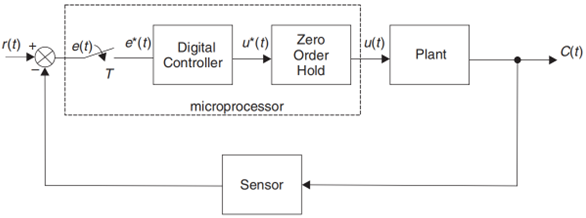 r(t)
+
−
e(t)
T
e*(t)
Digital
Controller
u*(t)
Zero
Order
Hold
u(t)
Plant
C(t)
microprocessor
Sensor